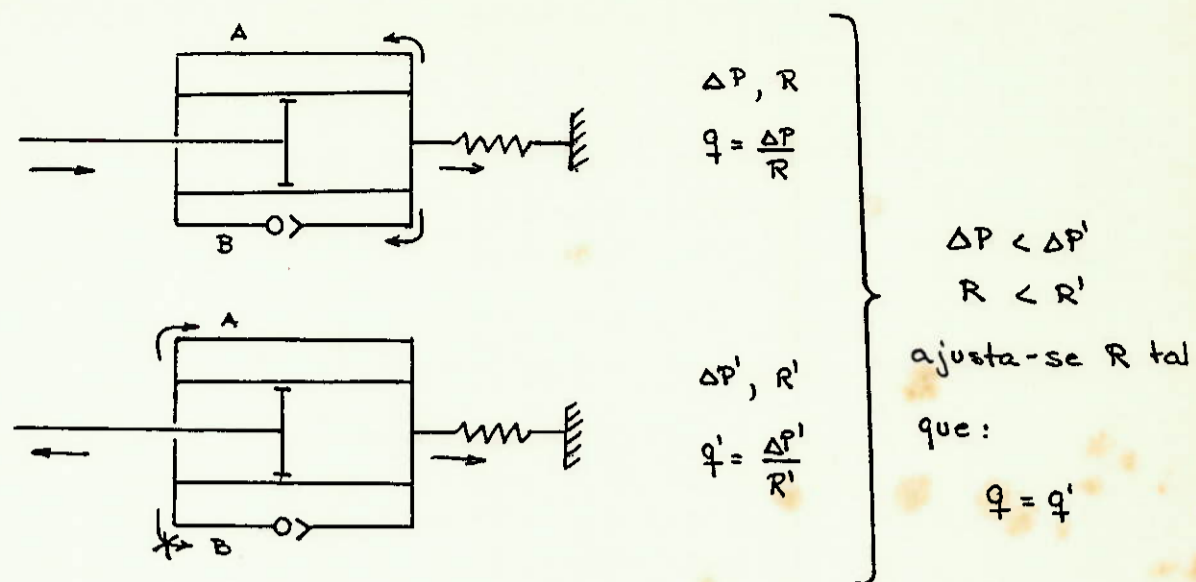 A
B
ΔP, R
q = ΔP/R
A
B
ΔP', R'
q' = ΔP'/R'
ΔP < ΔP'
R < R'
ajusta-se R tal
que:
q = q'